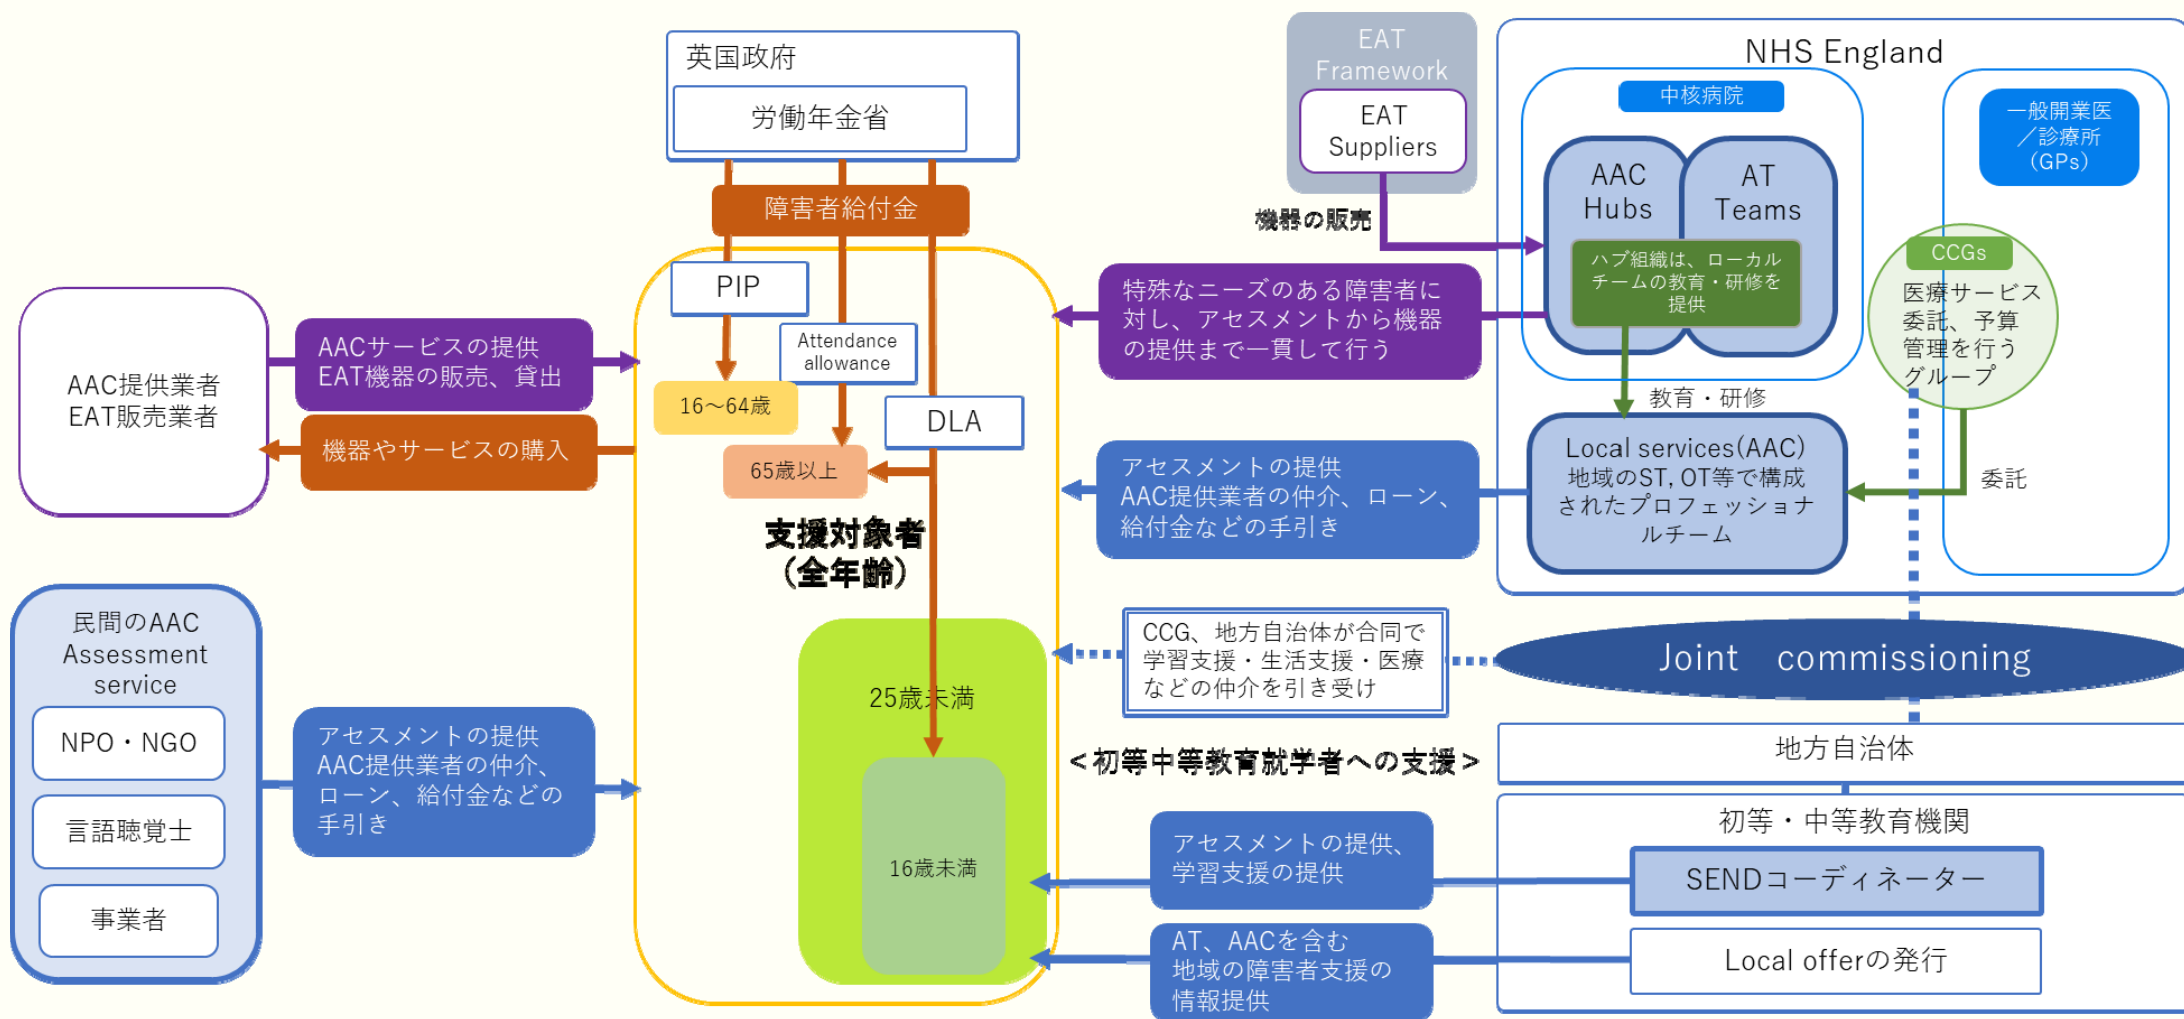 英国政府
労働年金省
障害者給付金
PIP
16～64歳
Attendance
allowance
65歳以上
DLA
支援対象者
（全年齢）
25歳未満
16歳未満
AAC提供業者
EAT販売業者
AACサービスの提供
EAT機器の販売、貸出
機器やサービスの購入
民間のAAC
Assessment
service
NPO・NGO
言語聴覚士
事業者
アセスメントの提供
AAC提供業者の仲介、
ローン、給付金などの
手引き
EAT
Framework
EAT
Suppliers
機器の販売
NHS England
中核病院
AAC
Hubs
AT
Teams
ハブ組織は、ローカル
チームの教育・研修を
提供
一般開業医
／診療所
（GPs）
CCGs
医療サービス
委託、予算
管理を行う
グループ
特殊なニーズのある障害者に
対し、アセスメントから機器
の提供まで一貫して行う
教育・研修
Local services(AAC)
地域のST, OT等で構成
されたプロフェッショナ
ルチーム
委託
アセスメントの提供
AAC提供業者の仲介、ローン、
給付金などの手引き
CCG、地方自治体が合同で
学習支援・生活支援・医療
などの仲介を引き受け
Joint commissioning
＜初等中等教育就学者への支援＞
地方自治体
初等・中等教育機関
SENDコーディネーター
Local offerの発行
アセスメントの提供、
学習支援の提供
AT、AACを含む
地域の障害者支援の
情報提供